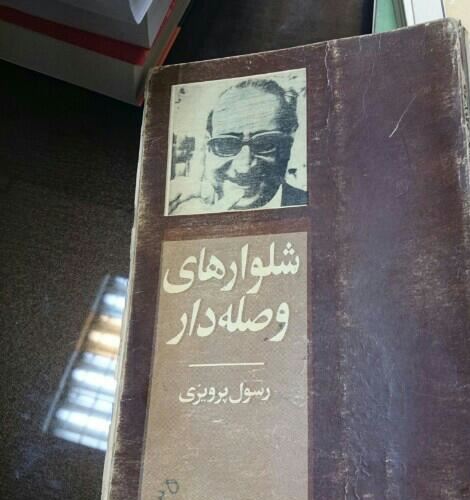 شلوارهای
وصله‌دار
رسول پرویزی